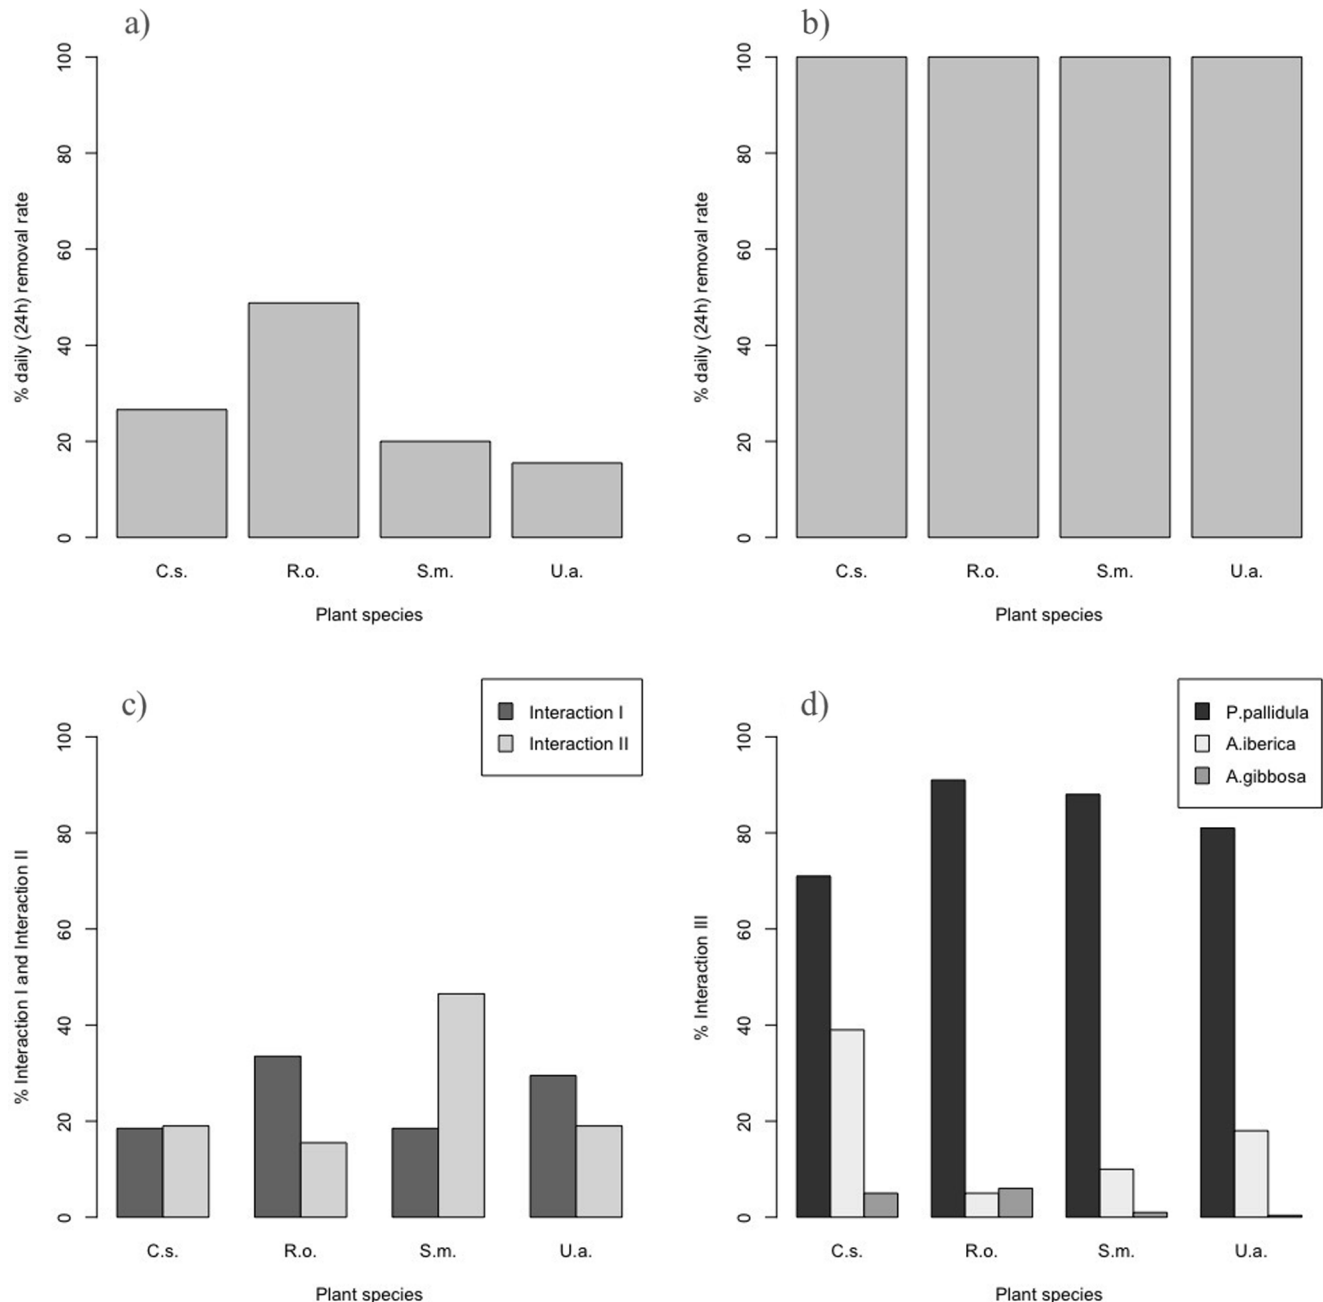 a)
100
80
60
40
20
0
% daily (24h) removal rate
C.s. R.o. S.m. U.a.
Plant species
b)
100
80
60
40
20
0
% daily (24h) removal rate
C.s. R.o. S.m. U.a.
Plant species
c)
Interaction I
Interaction II
100
80
60
40
20
0
% Interaction I and Interaction II
C.s. R.o. S.m. U.a.
Plant species
d)
P.pallidula
A.iberica
A.gibbosa
100
80
60
40
20
0
% Interaction III
C.s. R.o. S.m. U.a.
Plant species